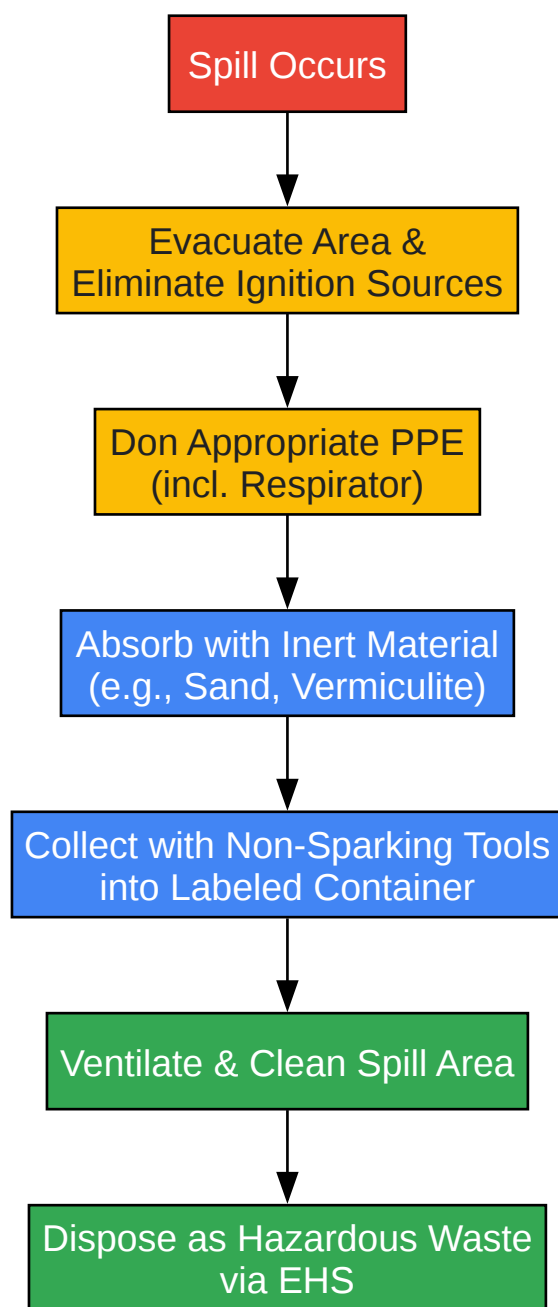 Spill Occurs
Evacuate Area &
Eliminate Ignition Sources
Don Appropriate PPE
(incl. Respirator)
Absorb with Inert Material
(e.g., Sand, Vermiculite)
Collect with Non-Sparking Tools
into Labeled Container
Ventilate & Clean Spill Area
Dispose as Hazardous Waste
via EHS